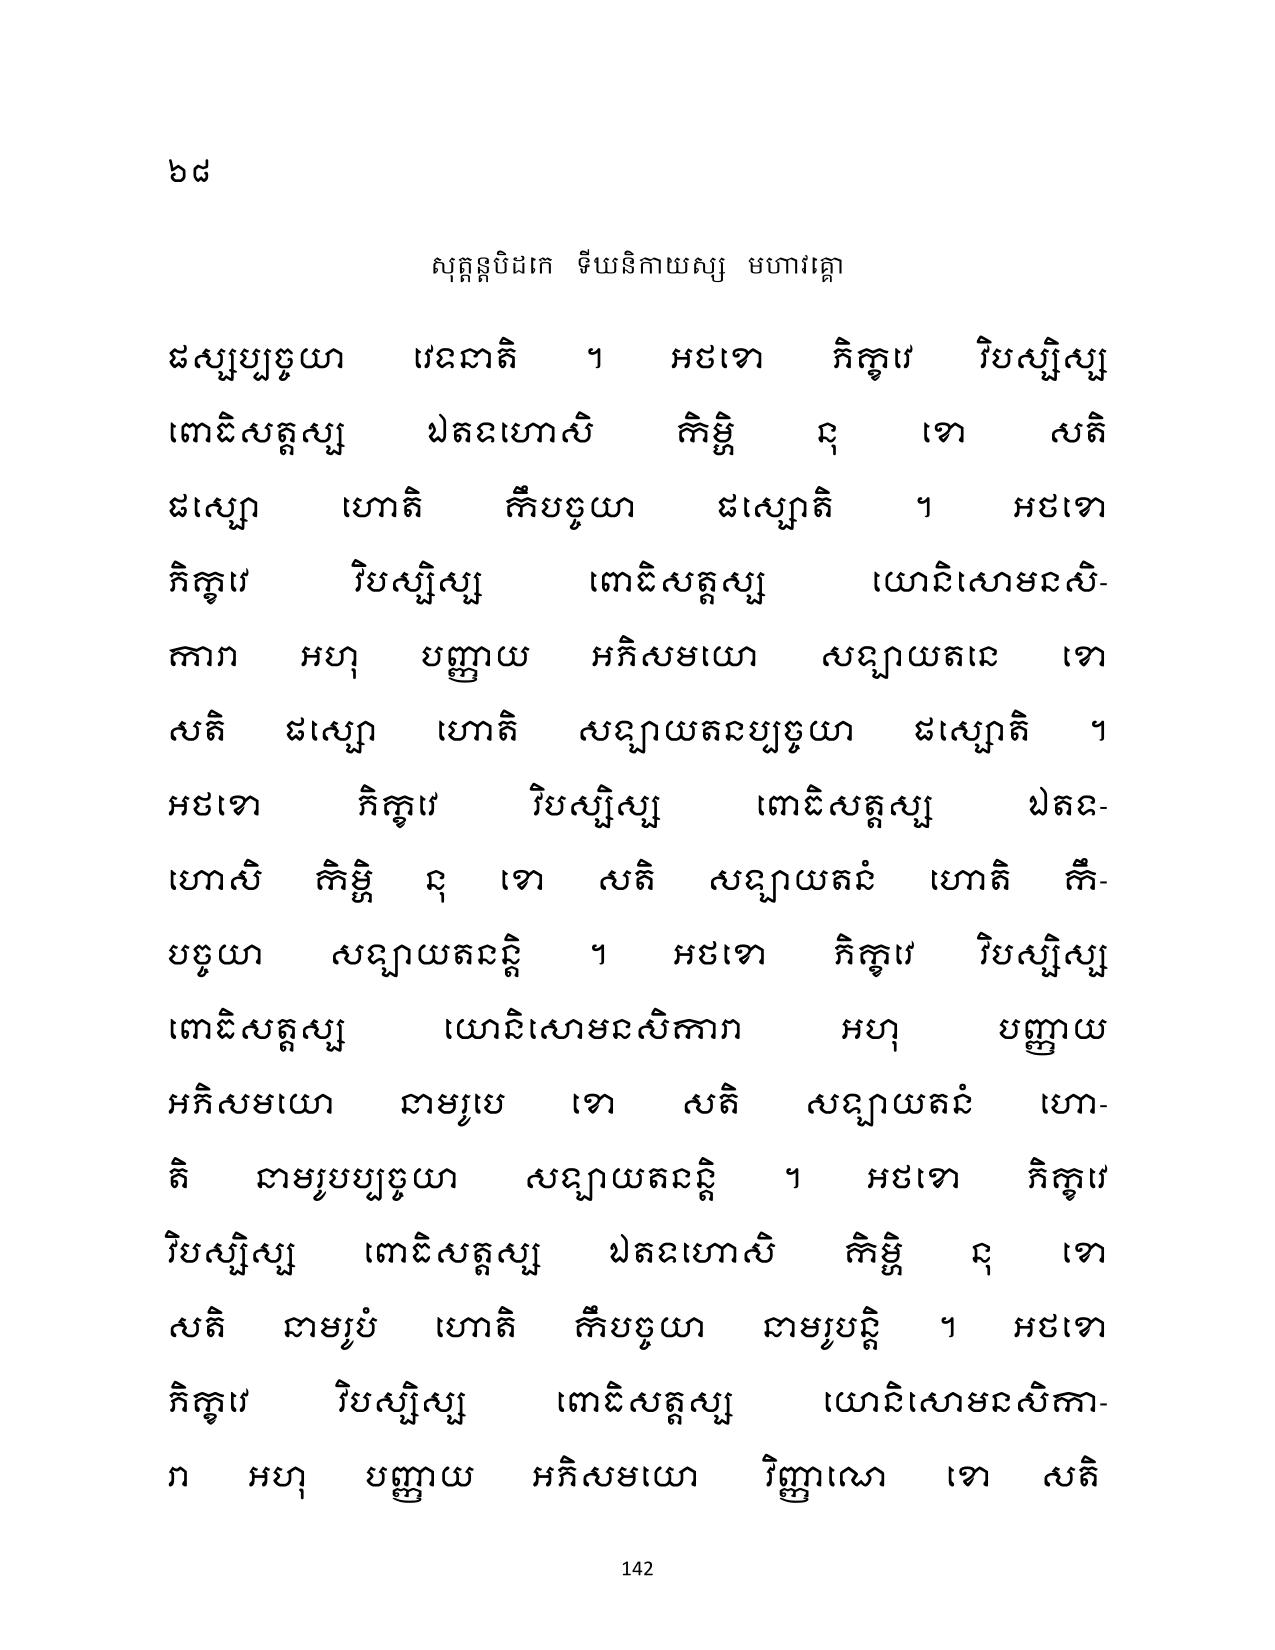 ៦៨
សុត្តន្តបិដកេ ទីឃនិកាយស្ស មហាវគ្គោ
ផស្សប្បច្ចយា វេទនាតិ ។ អថខោ ភិក្ខវេ វិបស្សិស្ស
ពោធិសត្តស្ស ឯតទហោសិ កិម្ហិ នុ ខោ សតិ
ផស្សោ ហោតិ កឹបច្ចយា ផស្សោតិ ។ អថខោ
ភិក្ខវេ វិបស្សិស្ស ពោធិសត្តស្ស យោនិសោមនសិ-
ការា អហុ បញ្ញាយ អភិសមយោ សឡាយតនេ ខោ
សតិ ផស្សោ ហោតិ សឡាយតនប្បច្ចយា ផស្សោតិ ។
អថខោ ភិក្ខវេ វិបស្សិស្ស ពោធិសត្តស្ស ឯតទ-
ហោសិ កិម្ហិ នុ ខោ សតិ សឡាយតនំ ហោតិ កឹ-
បច្ចយា សឡាយតនន្តិ ។ អថខោ ភិក្ខវេ វិបស្សិស្ស
ពោធិសត្តស្ស យោនិសោមនសិការា អហុ បញ្ញាយ
អភិសមយោ នាមរូបេ ខោ សតិ សឡាយតនំ ហោ-
តិ នាមរូបប្បច្ចយា សឡាយតនន្តិ ។ អថខោ ភិក្ខវេ
វិបស្សិស្ស ពោធិសត្តស្ស ឯតទហោសិ កិម្ហិ នុ ខោ
សតិ នាមរូបំ ហោតិ កឹបច្ចយា នាមរូបន្តិ ។ អថខោ
ភិក្ខវេ វិបស្សិស្ស ពោធិសត្តស្ស យោនិសោមនសិកា-
រា អហុ បញ្ញាយ អភិសមយោ វិញ្ញាណេ ខោ សតិ
142